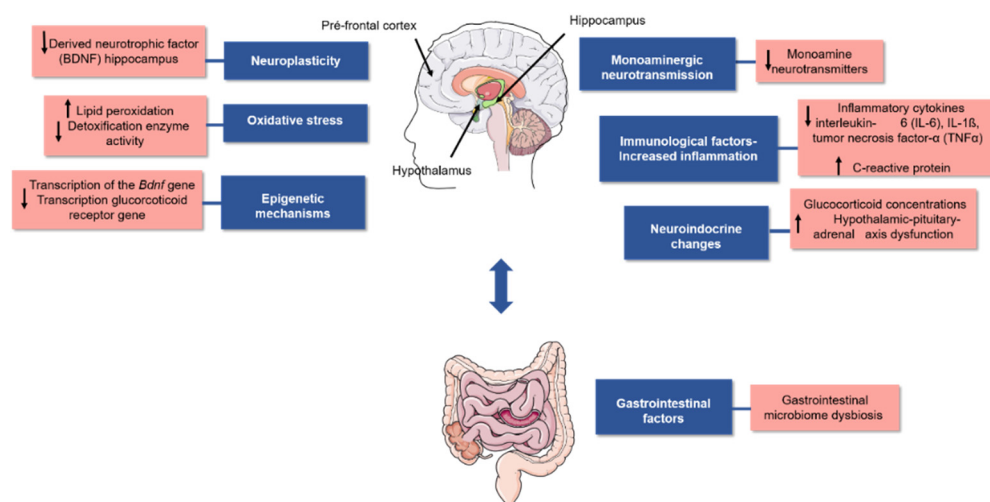 Pré-frontal cortex
Hippocampus
Hypothalamus
Derived neurotrophic factor
(BDNF) hippocampus
Neuroplasticity
Lipid peroxidation
Detoxification enzyme
activity
Oxidative stress
Transcription of the Bdnf gene
Transcription glucorcoticoid
receptor gene
Epigenetic
mechanisms
Monoaminergic
neurotransmission
Monoamine
neurotransmitters
Immunological factors-
Increased inflammation
Inflammatory cytokines
interleukin- 6 (IL-6), IL-1ß,
tumor necrosis factor-α (TNFα)
C-reactive protein
Neuroindocrine
changes
Glucocorticoid concentrations
Hypothalamic-pituitary-
adrenal axis dysfunction
Gastrointestinal
factors
Gastrointestinal
microbiome dysbiosis